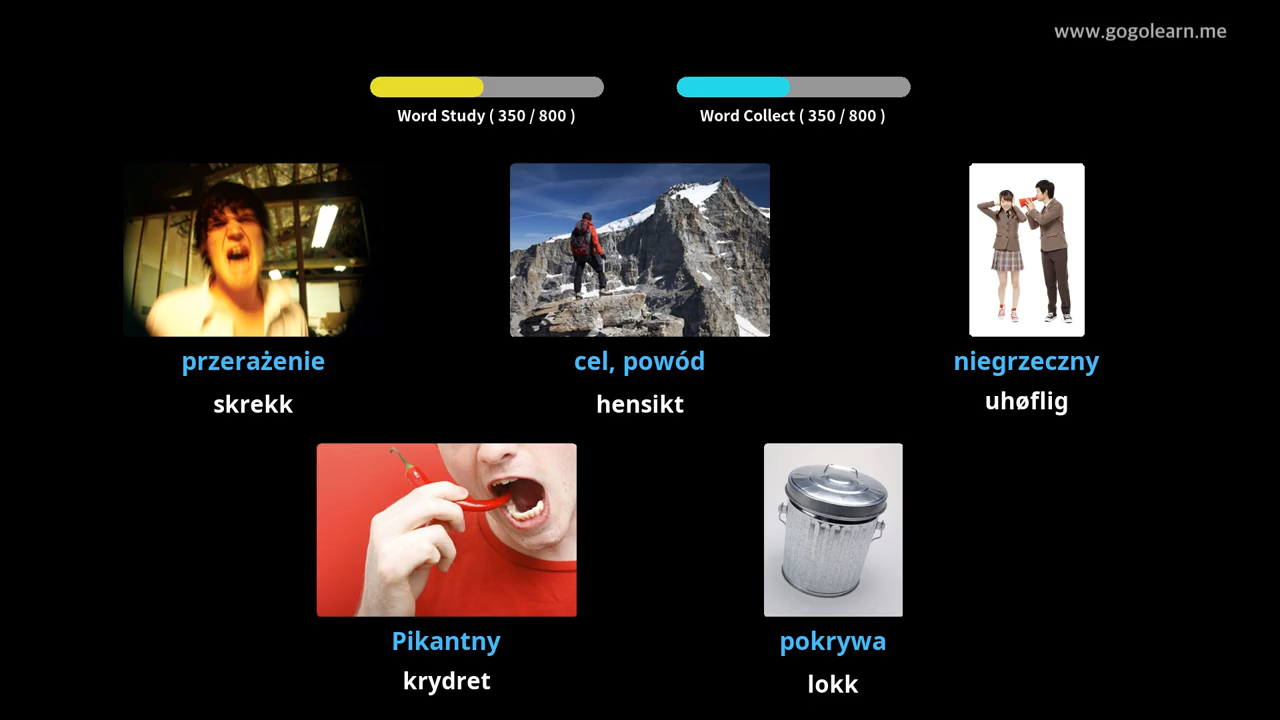 www.gogolearn.me
Word Study ( 350 / 800 )
Word Collect ( 350 / 800 )
przerażenie
skrekk
cel, powód
hensikt
niegrzeczny
uhøflig
Pikantny
krydret
pokrywa
lokk